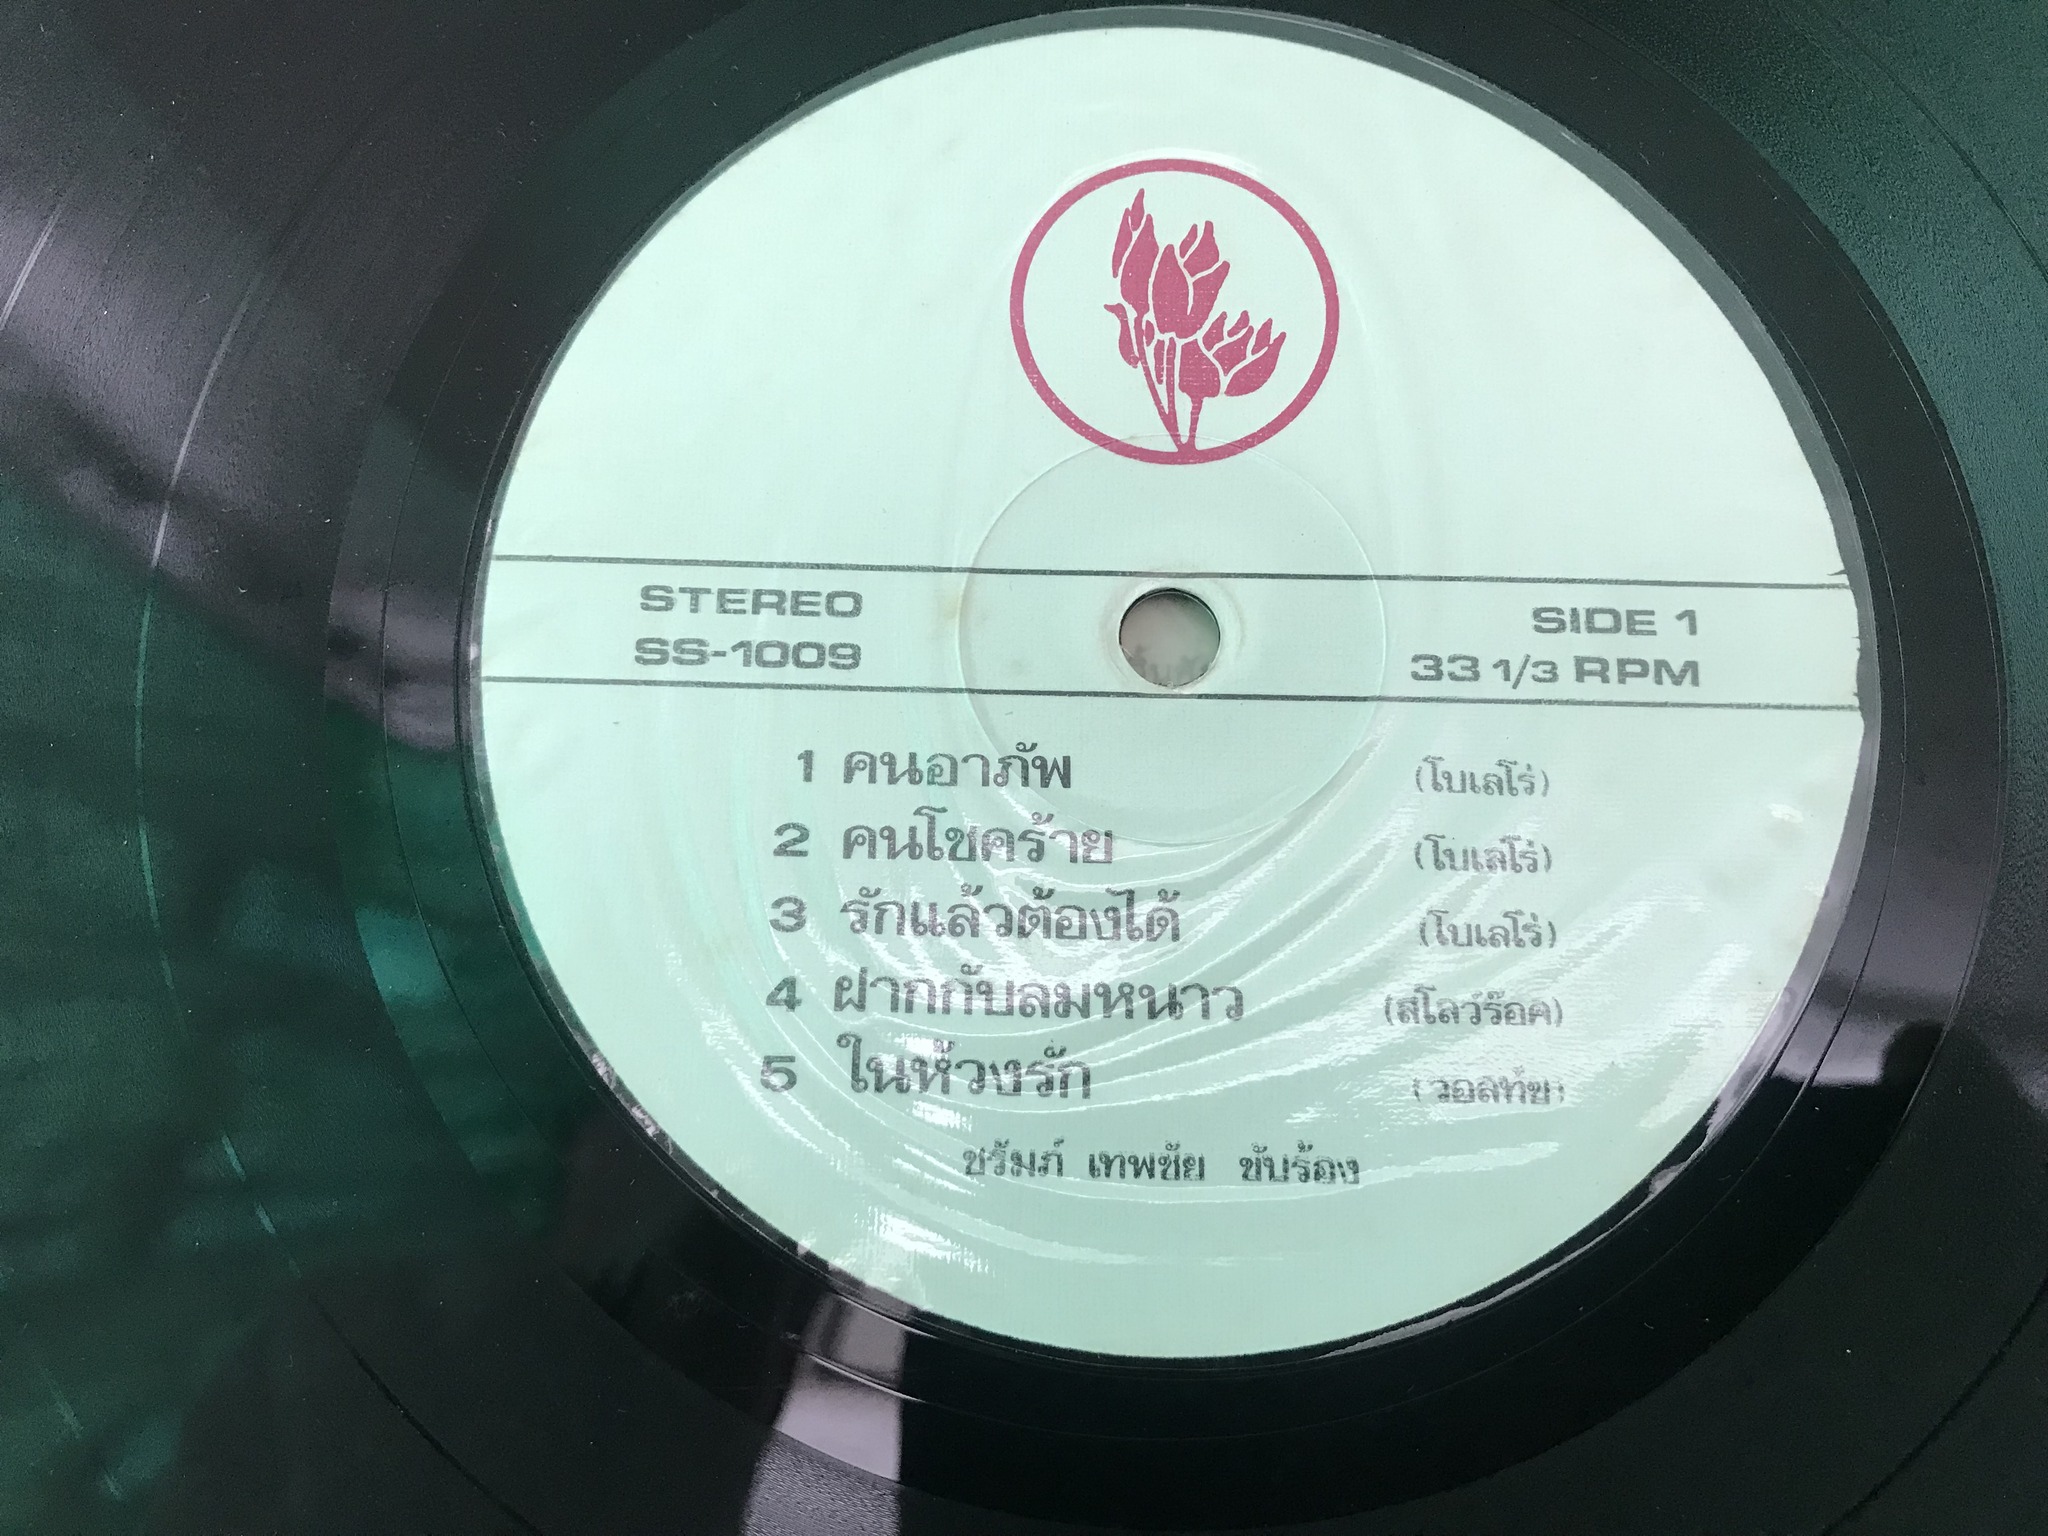 STEREO
SS-1009
SIDE 1
33 1/3 RPM
1 คนอาภัพ (โบเลโร่)
2 คนโชคร้าย (โบเลโร่)
3 รักแล้วต้องได้ (โบเลโร่)
4 ฝากกับลมหนาว (สโลว์ร๊อค)
5 ในห้วงรัก (วอลท์ซ)
ชรัมภ์ เทพชัย ขับร้อง